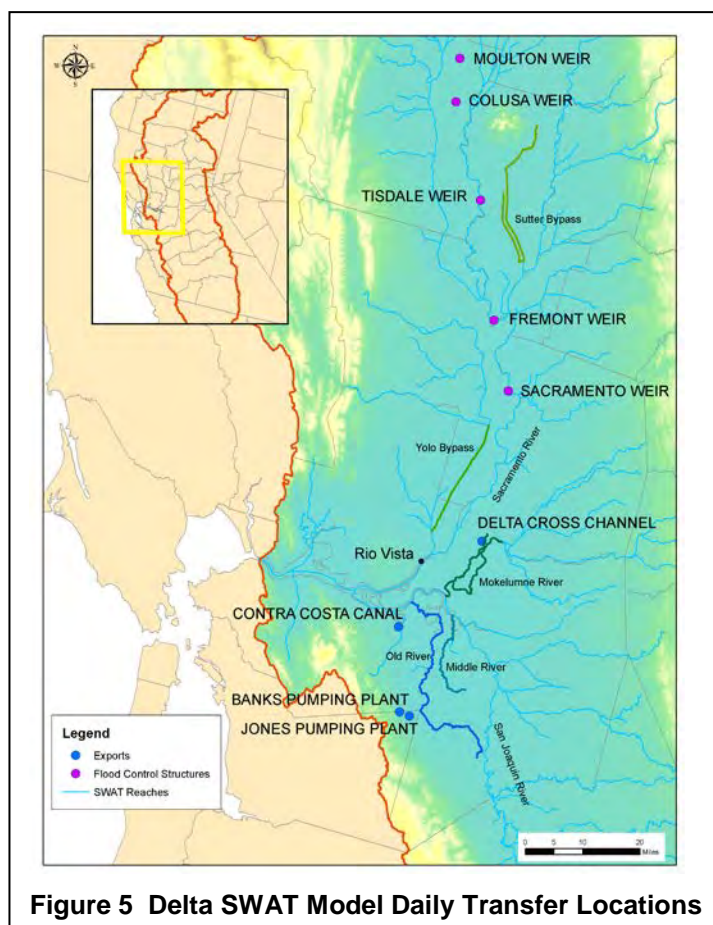 N
W E
S
MOULTON WEIR
COLUSA WEIR
TISDALE WEIR
Sutter Bypass
FREMONT WEIR
SACRAMENTO WEIR
Yolo Bypass
Sacramento River
DELTA CROSS CHANNEL
Rio Vista
Mokelumne River
CONTRA COSTA CANAL
Old River
Middle River
BANKS PUMPING PLANT
JONES PUMPING PLANT
San Joaquin River
Legend
Exports
Flood Control Structures
SWAT Reaches
0 5 10 20
Miles
Figure 5 Delta SWAT Model Daily Transfer Locations